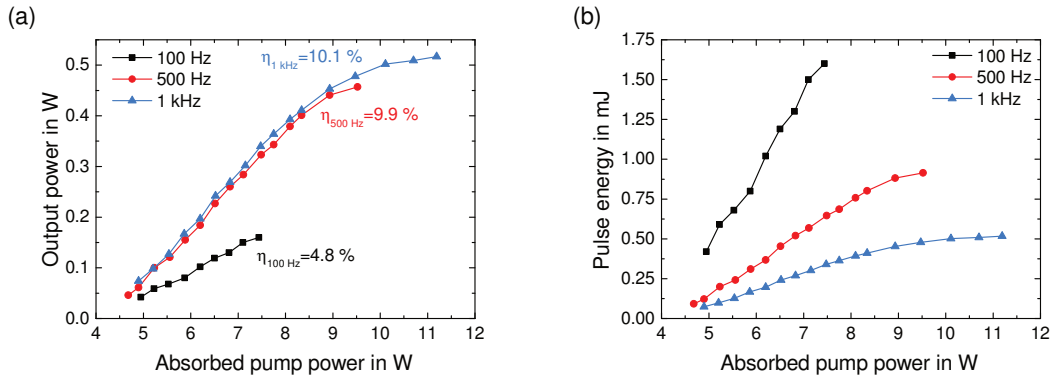 (a)
Output power in W
0.5
0.4
0.3
0.2
0.1
0.0
100 Hz
500 Hz
1 kHz
η1 kHz=10.1 %
η500 Hz=9.9 %
η100 Hz=4.8 %
4 5 6 7 8 9 10 11 12
Absorbed pump power in W
(b)
Pulse energy in mJ
1.75
1.50
1.25
1.00
0.75
0.50
0.25
0.00
100 Hz
500 Hz
1 kHz
4 5 6 7 8 9 10 11 12
Absorbed pump power in W